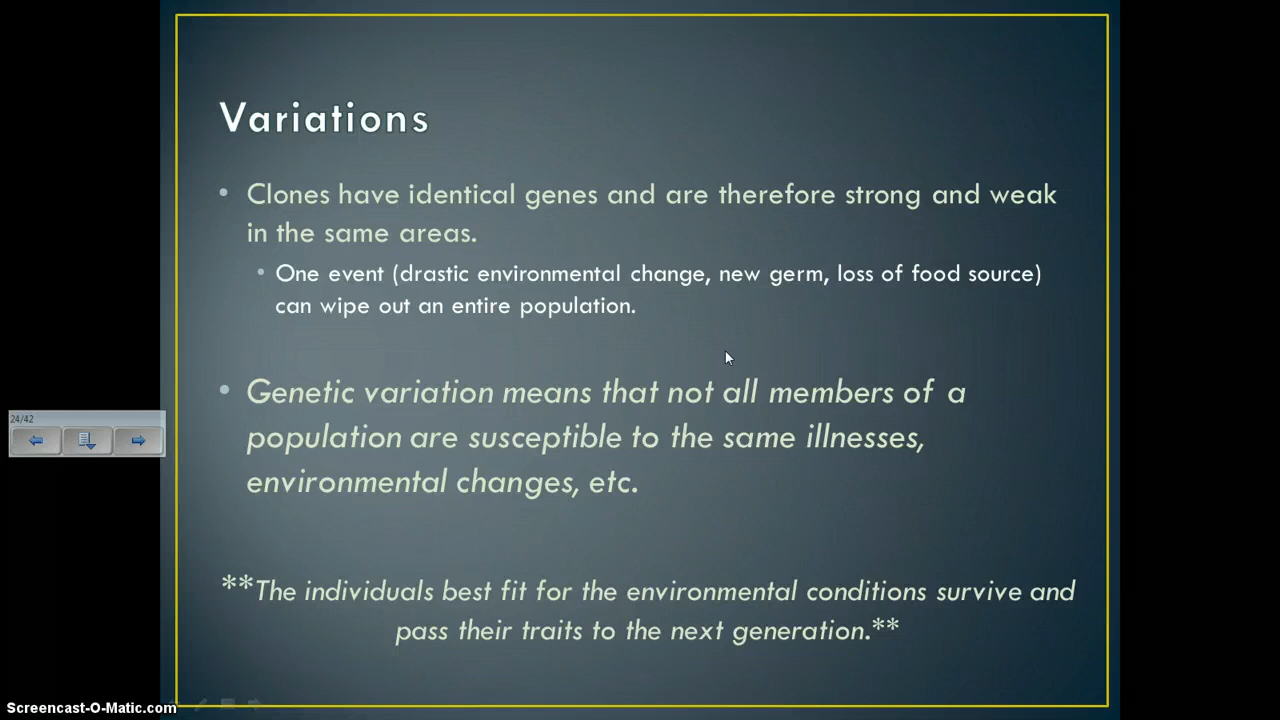 Variations
• Clones have identical genes and are therefore strong and weak
in the same areas.
• One event (drastic environmental change, new germ, loss of food source)
can wipe out an entire population.
• Genetic variation means that not all members of a
population are susceptible to the same illnesses,
environmental changes, etc.
**The individuals best fit for the environmental conditions survive and
pass their traits to the next generation.**
24/42
Screencast-O-Matic.com